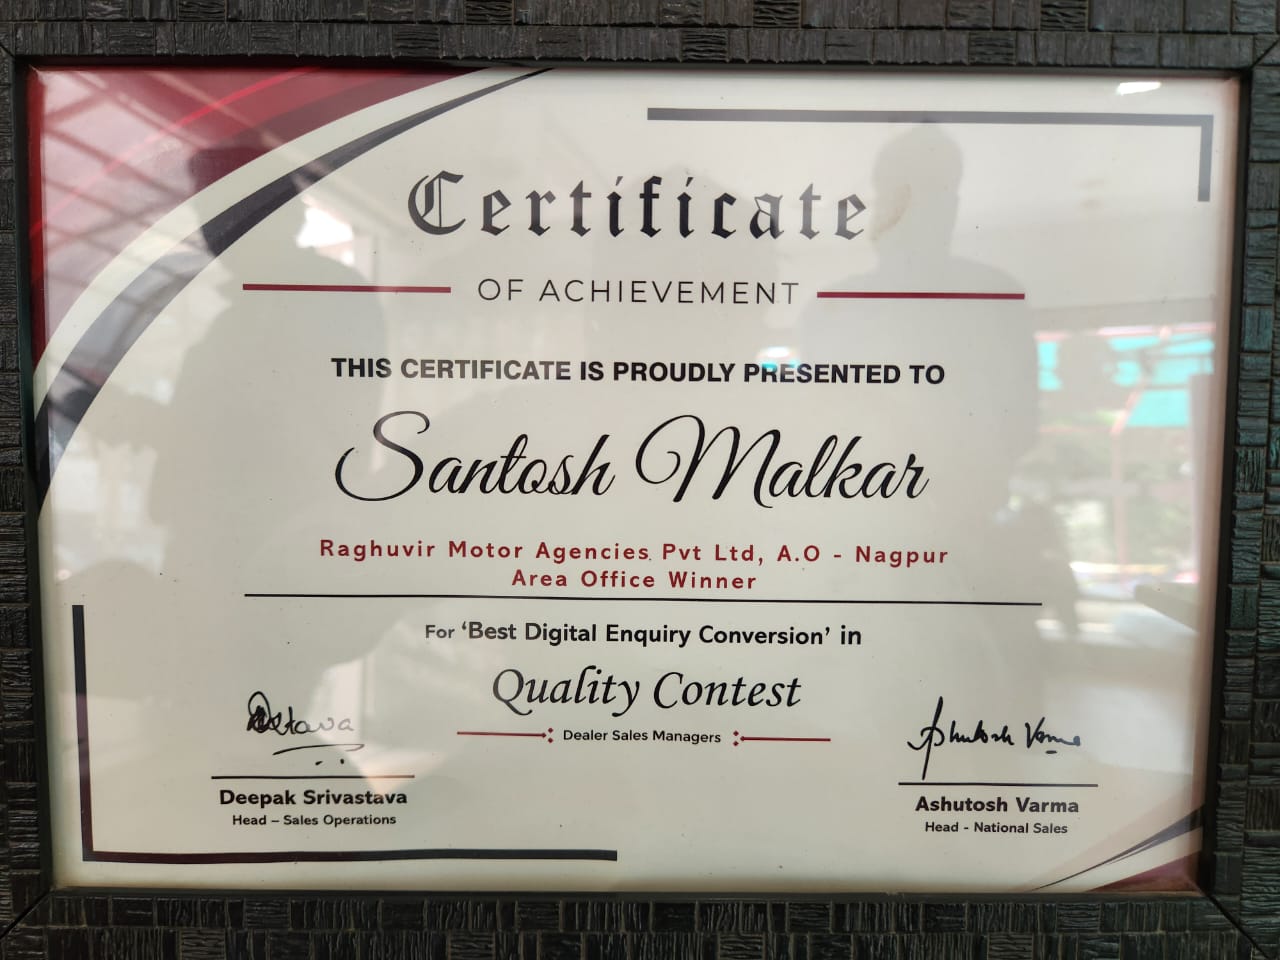 Certificate
OF ACHIEVEMENT
THIS CERTIFICATE IS PROUDLY PRESENTED TO
Santosh Malkar
Raghuvir Motor Agencies. Pvt Ltd, A.O - Nagpur
Area Office Winner
For ‘Best Digital Enquiry Conversion’ in
Quality Contest
Dealer Sales Managers
Deepak Srivastava
Head – Sales Operations
Ashutosh Varma
Ashutosh Varma
Head - National Sales